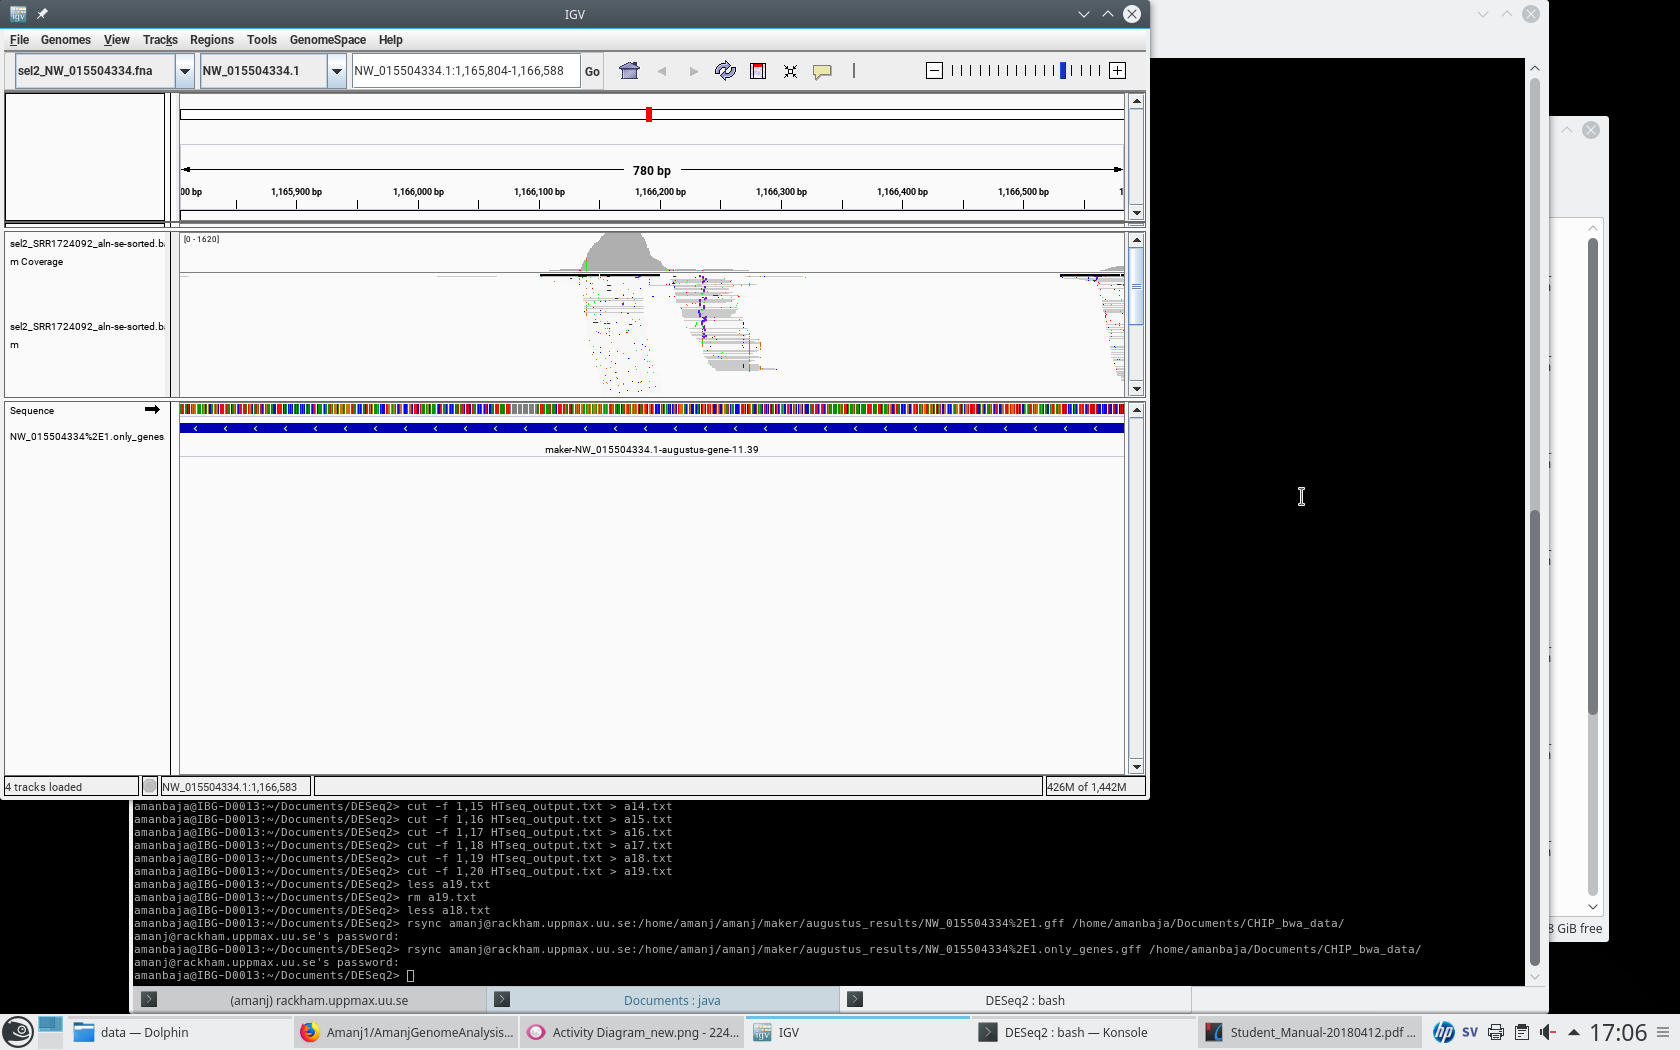 IGV
File Genomes View Tracks Regions Tools GenomeSpace Help
sel2_NW_015504334.fna NW_015504334.1 NW_015504334.1:1,165,804-1,166,588 Go
780 bp
00 bp 1,165,900 bp 1,166,000 bp 1,166,100 bp 1,166,200 bp 1,166,300 bp 1,166,400 bp 1,166,500 bp 1
[0 - 1620]
sel2_SRR1724092_aln-se-sorted.ba
m Coverage
sel2_SRR1724092_aln-se-sorted.ba
m
Sequence
NW_015504334%2E1.only_genes.
maker-NW_015504334.1-augustus-gene-11.39
4 tracks loaded NW_015504334.1:1,166,583 426M of 1,442M
amanbaja@IBG-D0013:~/Documents/DESeq2> cut -f 1,15 HTseq_output.txt > a14.txt
amanbaja@IBG-D0013:~/Documents/DESeq2> cut -f 1,16 HTseq_output.txt > a15.txt
amanbaja@IBG-D0013:~/Documents/DESeq2> cut -f 1,17 HTseq_output.txt > a16.txt
amanbaja@IBG-D0013:~/Documents/DESeq2> cut -f 1,18 HTseq_output.txt > a17.txt
amanbaja@IBG-D0013:~/Documents/DESeq2> cut -f 1,19 HTseq_output.txt > a18.txt
amanbaja@IBG-D0013:~/Documents/DESeq2> cut -f 1,20 HTseq_output.txt > a19.txt
amanbaja@IBG-D0013:~/Documents/DESeq2> less a19.txt
amanbaja@IBG-D0013:~/Documents/DESeq2> rm a19.txt
amanbaja@IBG-D0013:~/Documents/DESeq2> less a18.txt
amanbaja@IBG-D0013:~/Documents/DESeq2> rsync amanj@rackham.uppmax.uu.se:/home/amanj/amanj/maker/augustus_results/NW_015504334%2E1.gff /home/amanbaja/Documents/CHIP_bwa_data/
amanj@rackham.uppmax.uu.se's password:
amanbaja@IBG-D0013:~/Documents/DESeq2> rsync amanj@rackham.uppmax.uu.se:/home/amanj/amanj/maker/augustus_results/NW_015504334%2E1.only_genes.gff /home/amanbaja/Documents/CHIP_bwa_data/
amanj@rackham.uppmax.uu.se's password:
amanbaja@IBG-D0013:~/Documents/DESeq2>
8 GiB free
(amanj) rackham.uppmax.uu.se Documents : java DESeq2 : bash
data — Dolphin Amanj1/AmanjGenomeAnalysis... Activity Diagram_new.png - 224... IGV DESeq2 : bash — Konsole Student_Manual-20180412.pdf ... hp SV 17:06